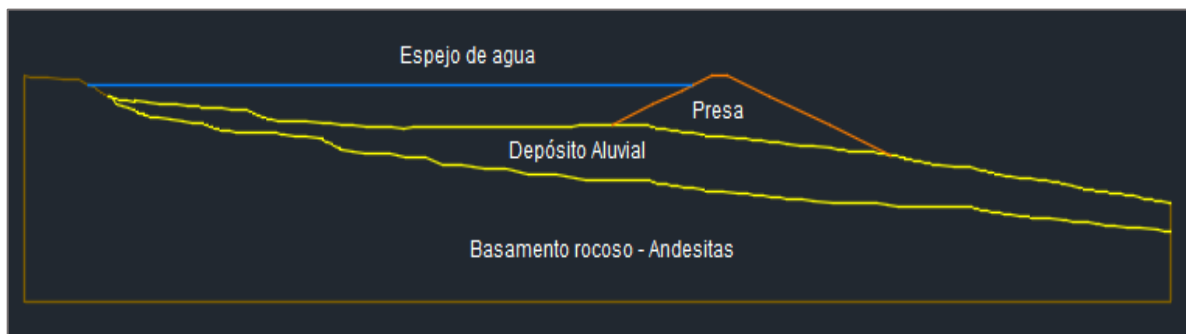 Espejo de agua
Presa
Depósito Aluvial
Basamento rocoso - Andesitas